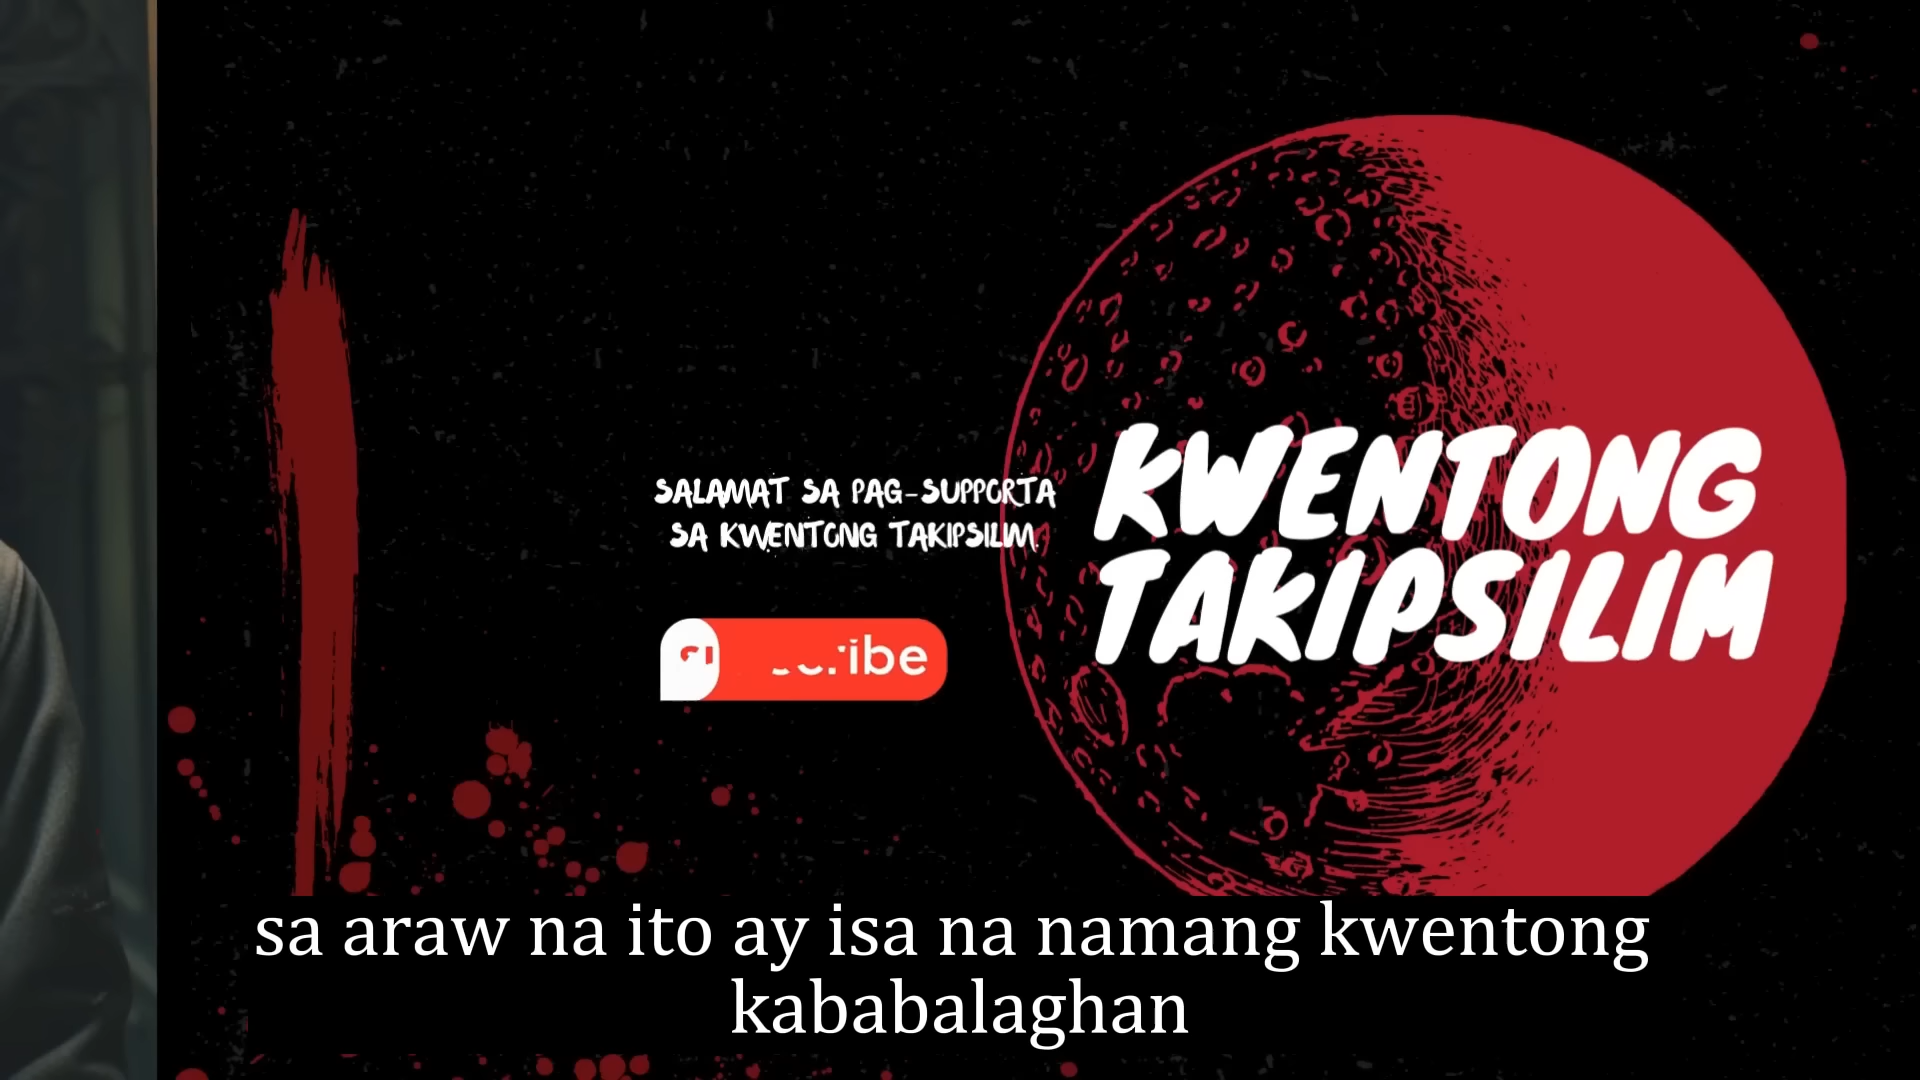 SALAMAT SA PAG-SUPPORTA
SA KWENTONG TAKIPSILIM
KWENTONG
TAKIPSILIM
sa araw na ito ay isa na namang kwentong
kababalaghan